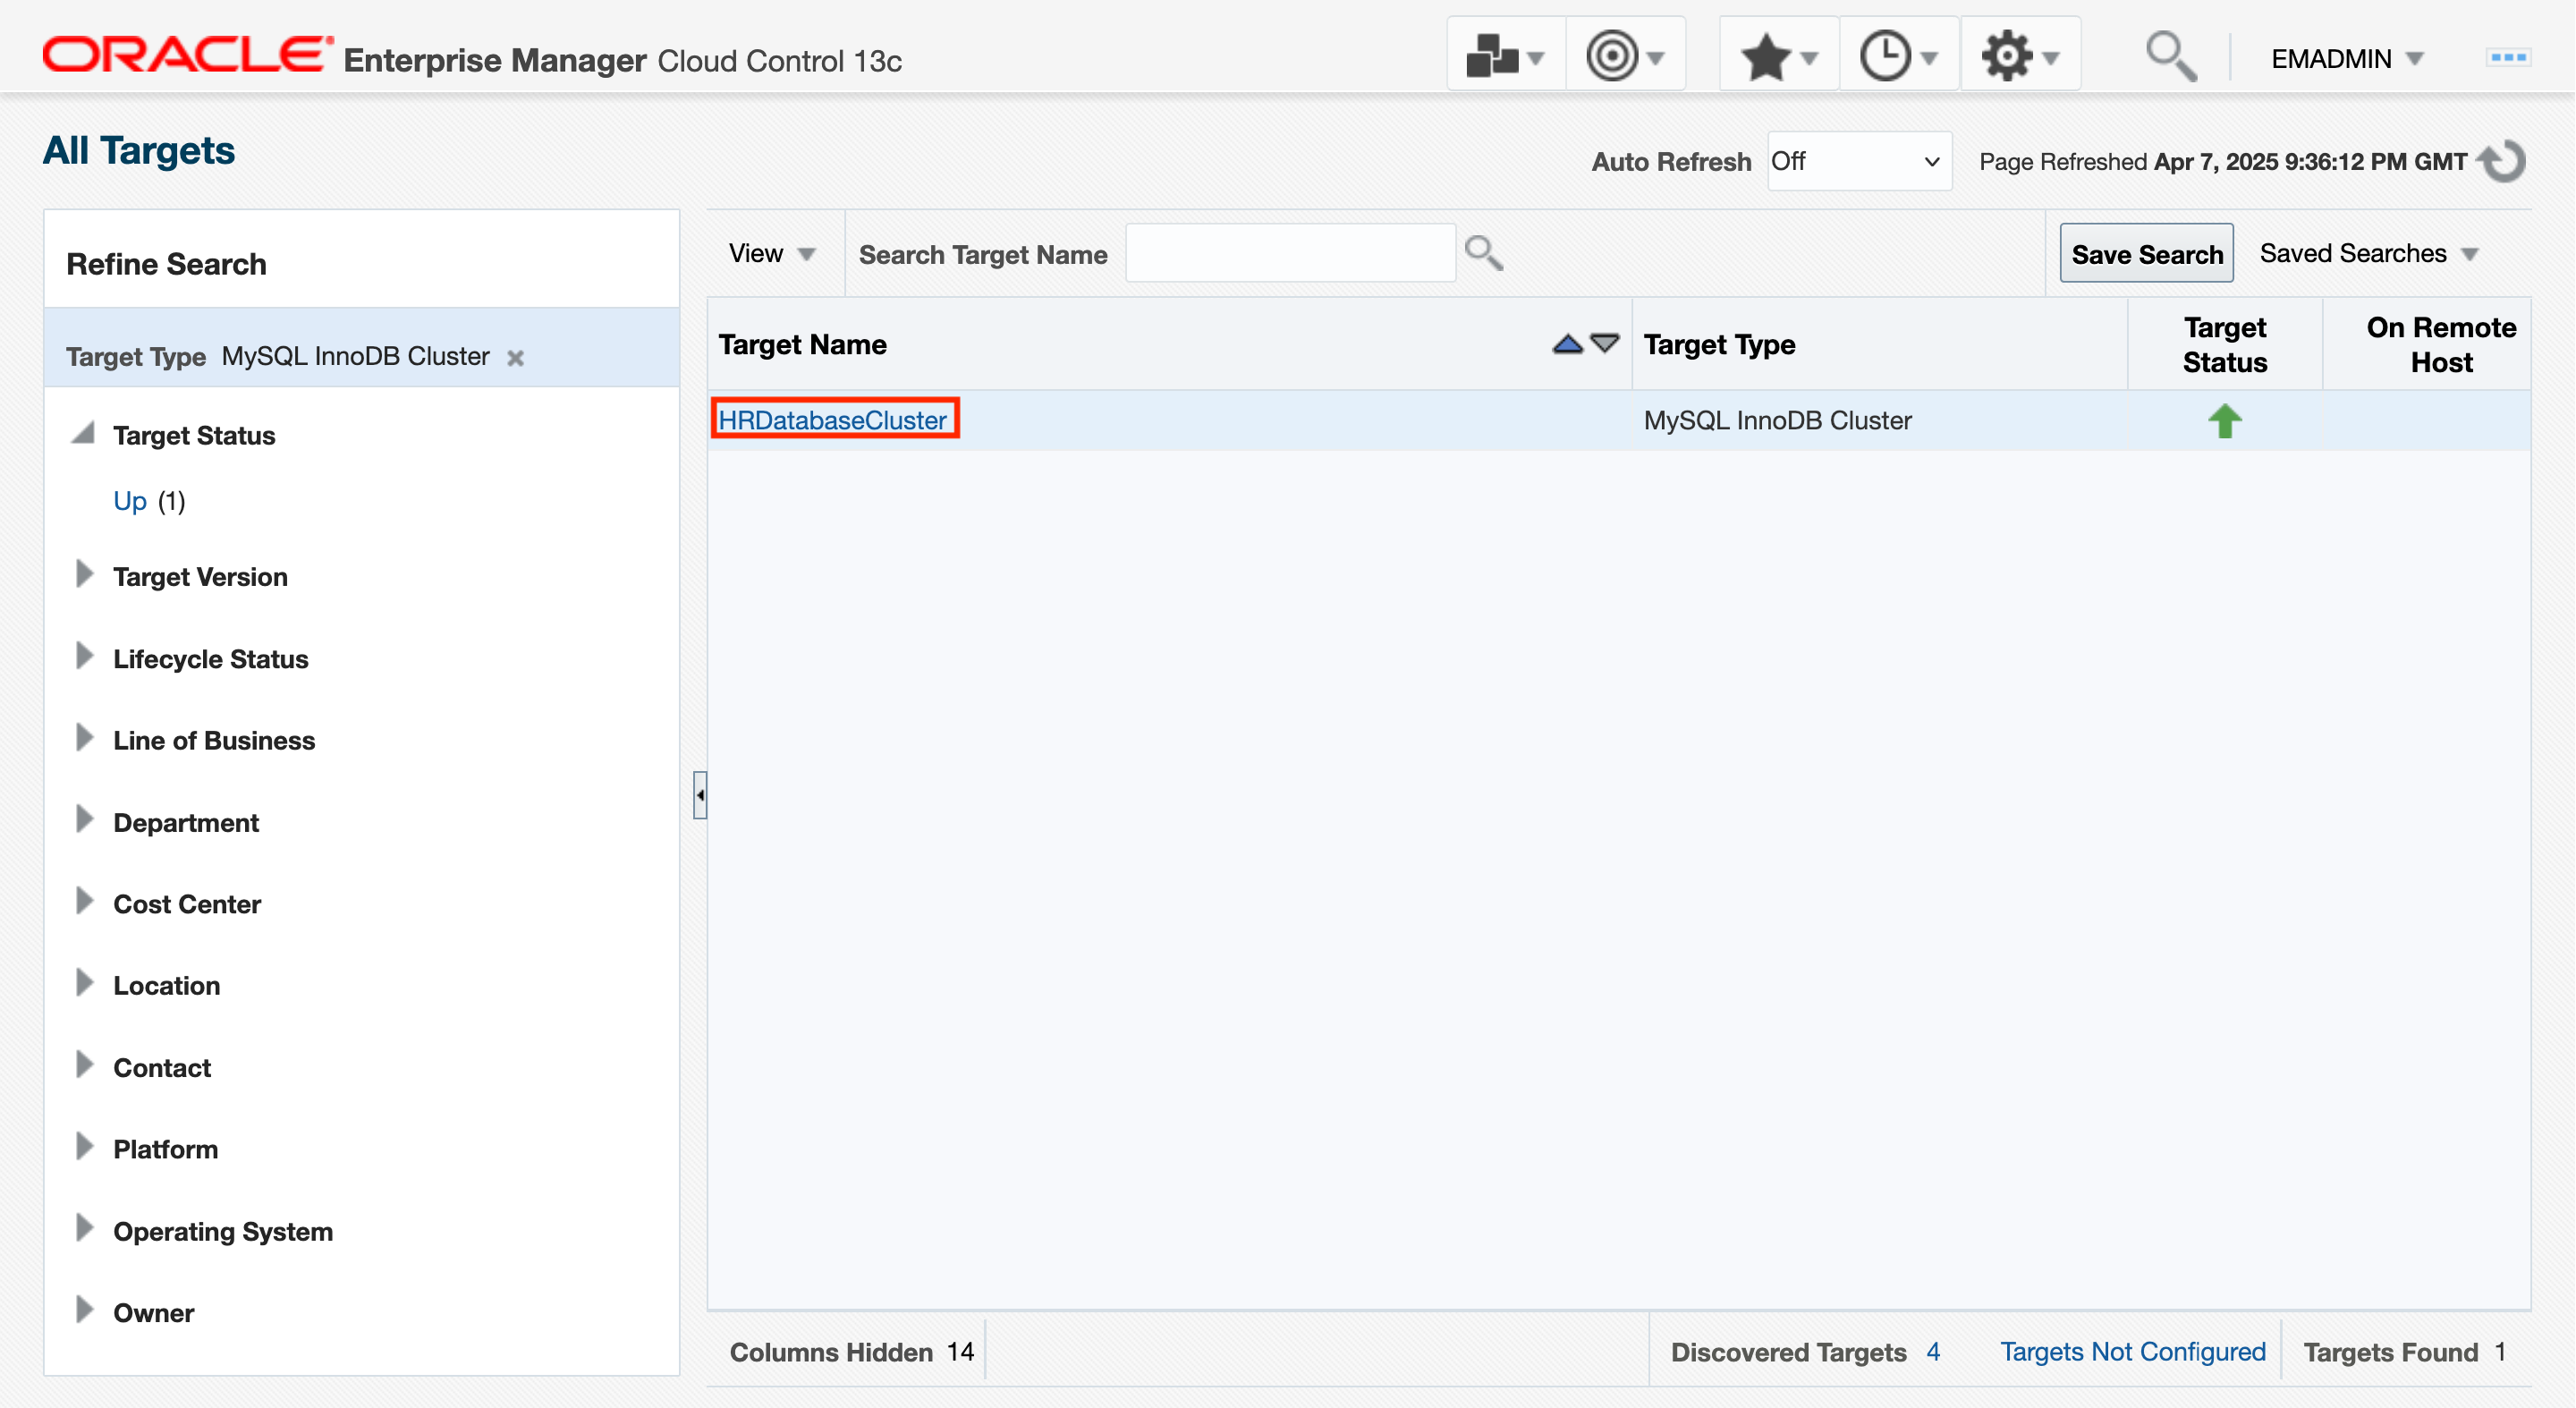 ORACLE Enterprise Manager Cloud Control 13c
EMADMIN
All Targets
Auto Refresh Off Page Refreshed Apr 7, 2025 9:36:12 PM GMT
Refine Search
Target Type MySQL InnoDB Cluster
Target Status
Up (1)
Target Version
Lifecycle Status
Line of Business
Department
Cost Center
Location
Contact
Platform
Operating System
Owner
View Search Target Name Save Search Saved Searches
Target Name Target Type Target Status On Remote Host
HRDatabaseCluster MySQL InnoDB Cluster
Columns Hidden 14 Discovered Targets 4 Targets Not Configured Targets Found 1